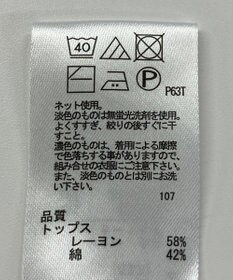 40
P
P63T
ネット使用。
淡色のものは無蛍光洗剤を使用。
よくすすぎ、絞りの後すぐに干
すこと。
濃色のものは、着用による摩擦
で色落ちする事がありますので、
組み合せの衣服にご注意下さい。
また、淡色のものとは別にお洗
い下さい。
107
品質
トップス
レーヨン 58%
綿 42%